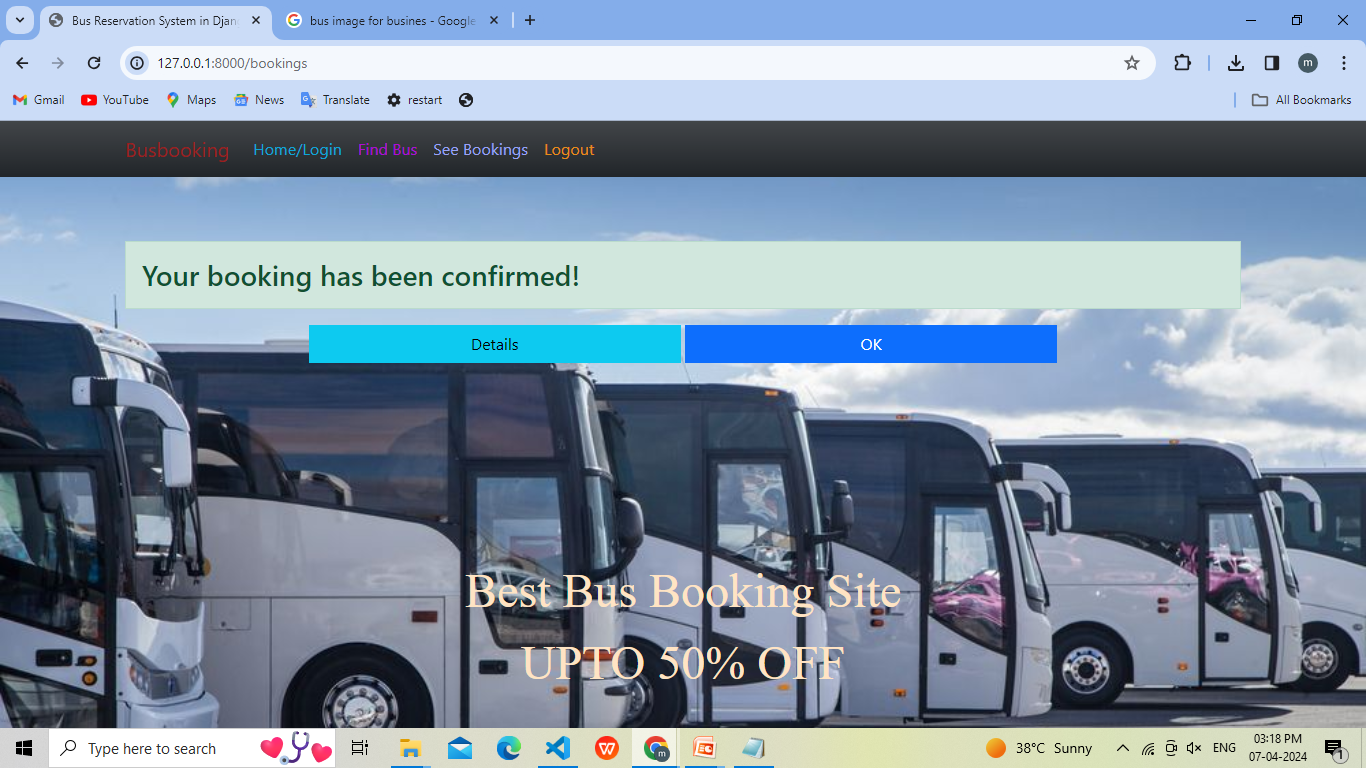 Bus Reservation System in Djan
bus image for busines - Google
127.0.0.1:8000/bookings
m
Gmail
YouTube
Maps
News
Translate
restart
All Bookmarks
Busbooking
Home/Login
Find Bus
See Bookings
Logout
Your booking has been confirmed!
Details
OK
Best Bus Booking Site
UPTO 50% OFF
Type here to search
38°C Sunny
ENG
03:18 PM
07-04-2024
1